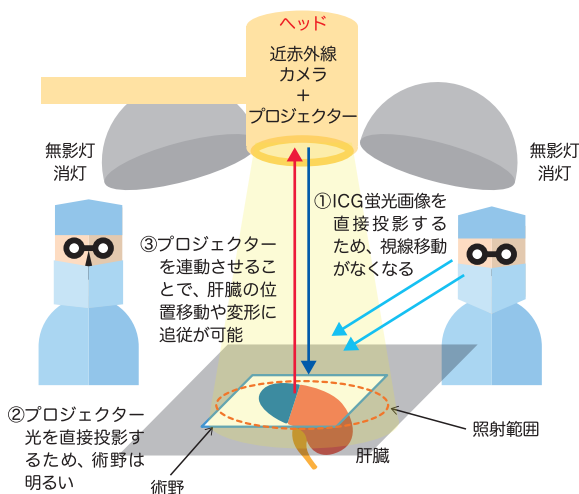 ヘッド
近赤外線
カメラ
+
プロジェクター
無影灯
消灯
無影灯
消灯
①ICG蛍光画像を
直接投影する
ため、視線移動
がなくなる
③プロジェクター
を連動させるこ
とで、肝臓の位
置移動や変形に
追従が可能
②プロジェクター
光を直接投影す
るため、術野は
明るい
術野
肝臓
照射範囲